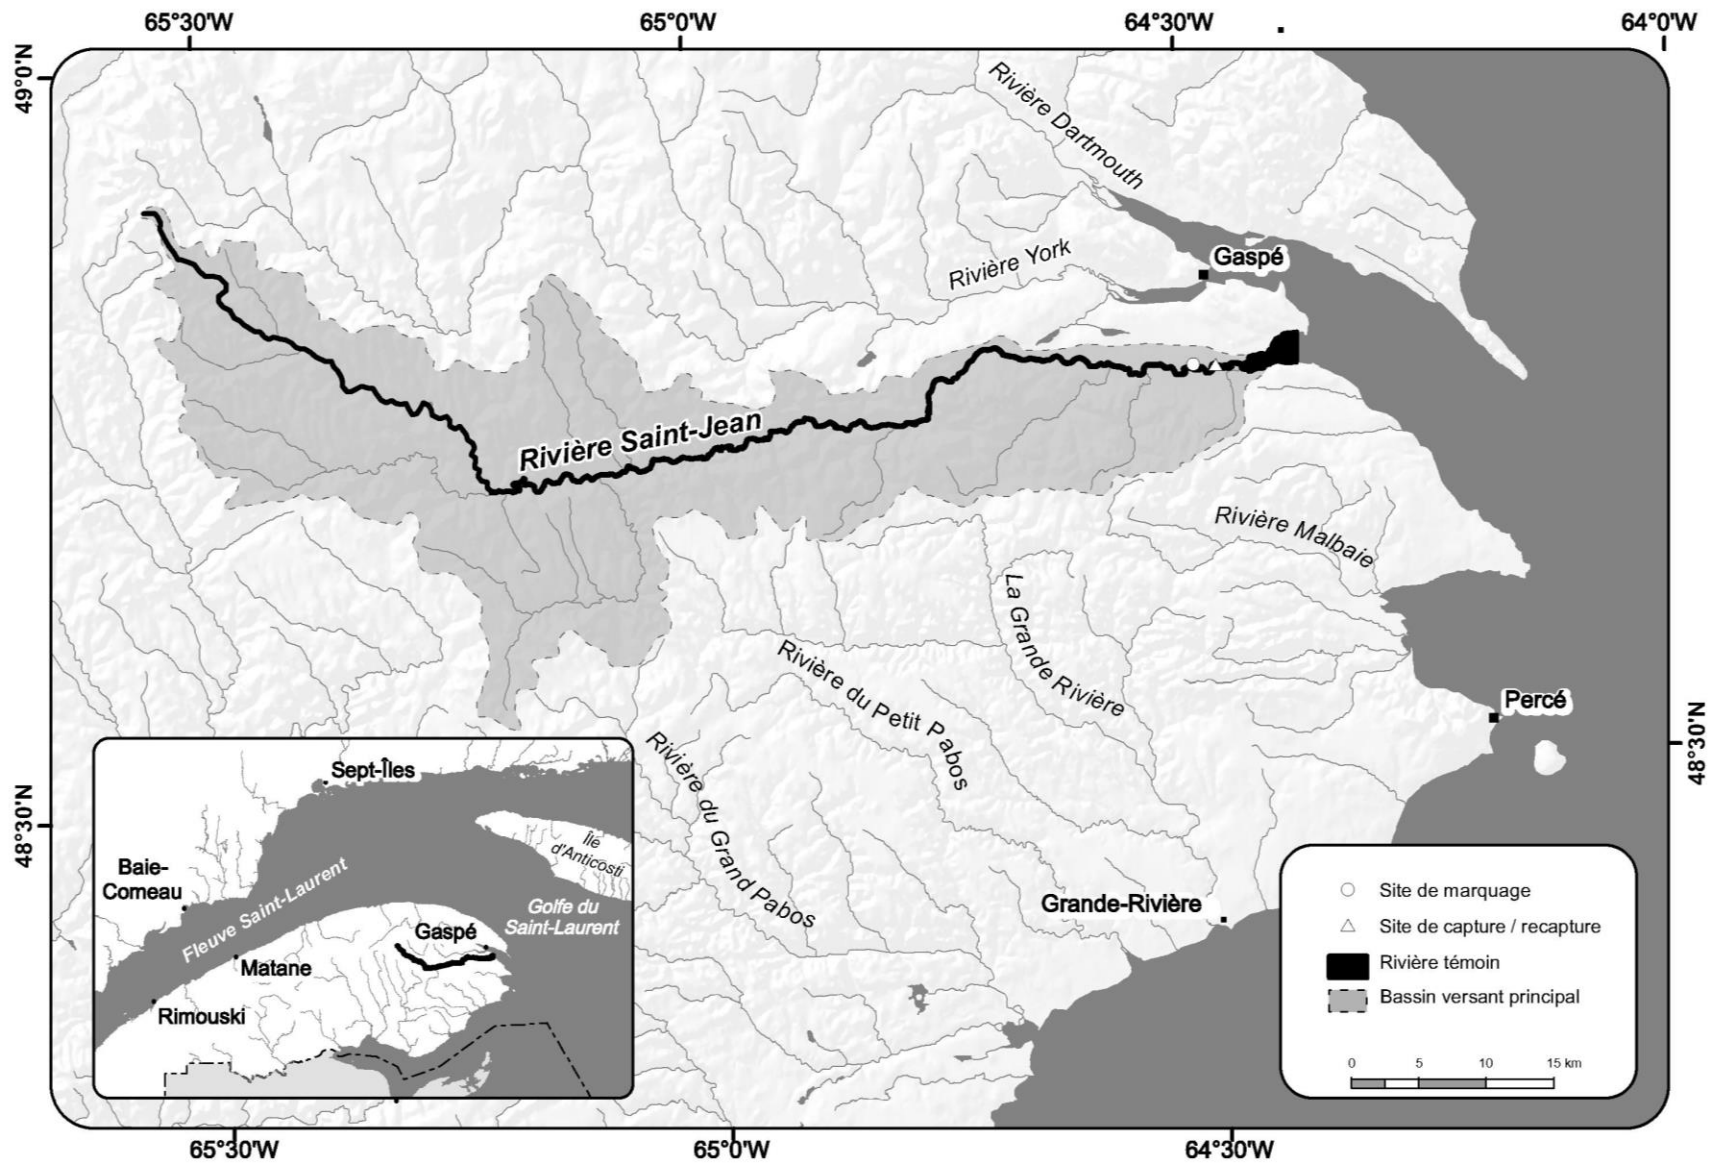 65°30'W
65°0'W
64°30'W
64°0'W
49°0'N
Rivière Dartmouth
Gaspé
Rivière York
Rivière Saint-Jean
Rivière Malbaie
La Grande Rivière
Rivière du Petit Pabos
Percé
Rivière du Grand Pabos
48°30'N
48°30'N
Grande-Rivière
Sept-Îles
Île
d'Anticosti
Baie-
Comeau
Fleuve Saint-Laurent
Golfe du
Saint-Laurent
Gaspé
Matane
Rimouski
Site de marquage
Site de capture / recapture
Rivière témoin
Bassin versant principal
0 5 10 15 km
65°30'W
65°0'W
64°30'W